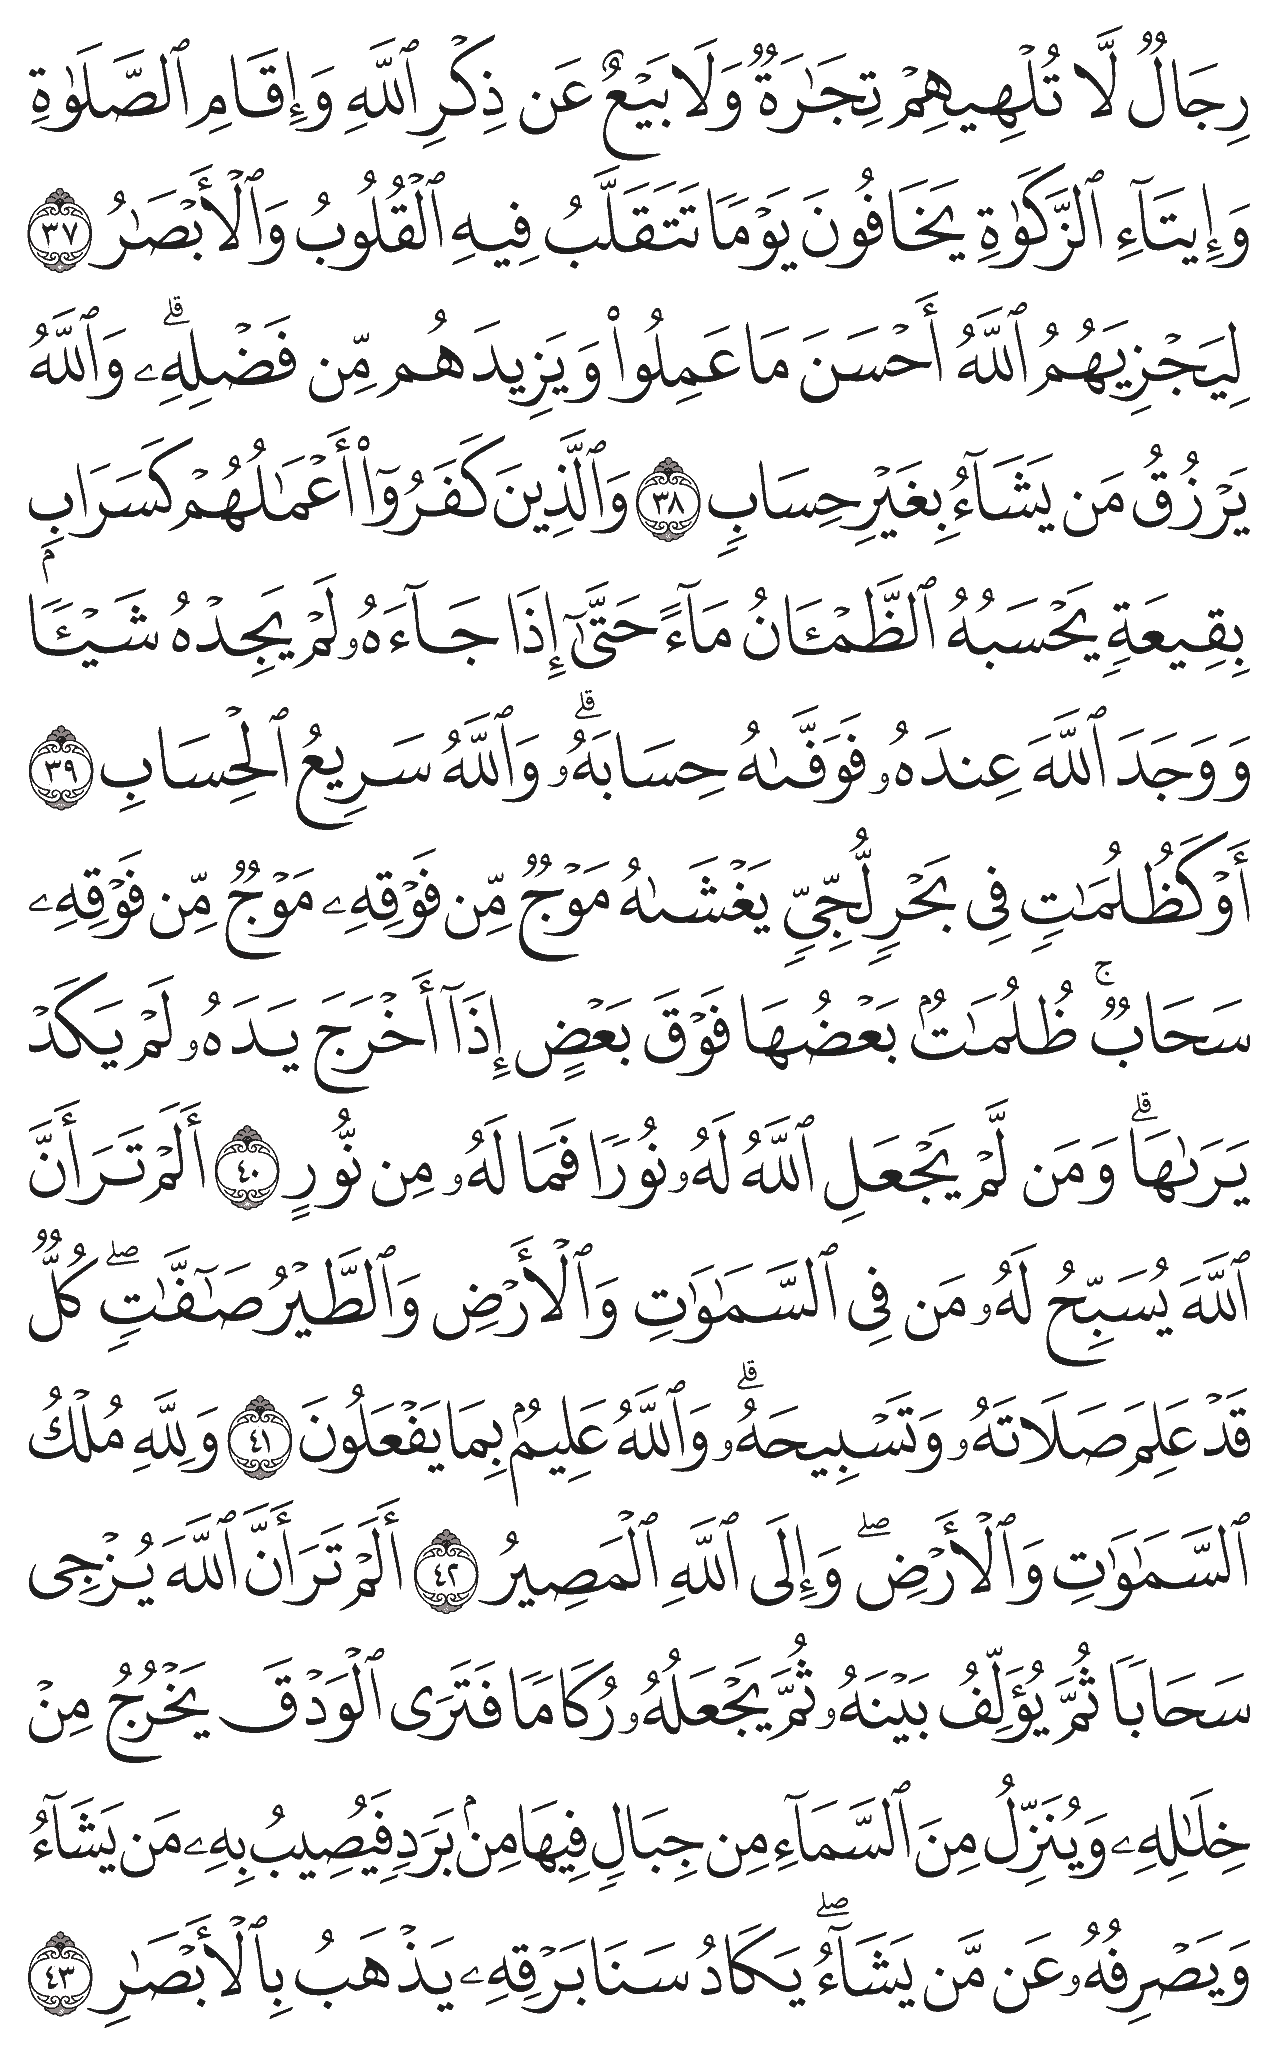 رِجَالٌ لَّا تُلْهِيهِمْ تِجَٰرَةٌ وَلَا بَيْعٌ عَن ذِكْرِ ٱللَّهِ وَإِقَامِ ٱلصَّلَوٰةِ
وَإِيتَآءِ ٱلزَّكَوٰةِ يَخَافُونَ يَوْمًا تَتَقَلَّبُ فِيهِ ٱلْقُلُوبُ وَٱلْأَبْصَٰرُ ٣٧
لِيَجْزِيَهُمُ ٱللَّهُ أَحْسَنَ مَا عَمِلُوا۟ وَيَزِيدَهُم مِّن فَضْلِهِۦ ۗ وَٱللَّهُ
يَرْزُقُ مَن يَشَآءُ بِغَيْرِ حِسَابٍ ٣٨ وَٱلَّذِينَ كَفَرُوٓا۟ أَعْمَٰلُهُمْ كَسَرَابٍۭ
بِقِيعَةٍ يَحْسَبُهُ ٱلظَّمْـَٔانُ مَآءً حَتَّىٰٓ إِذَا جَآءَهُۥ لَمْ يَجِدْهُ شَيْـًٔا
وَوَجَدَ ٱللَّهَ عِندَهُۥ فَوَفَّىٰهُ حِسَابَهُۥ ۗ وَٱللَّهُ سَرِيعُ ٱلْحِسَابِ ٣٩
أَوْ كَظُلُمَٰتٍ فِى بَحْرٍ لُّجِّىٍّ يَغْشَىٰهُ مَوْجٌ مِّن فَوْقِهِۦ مَوْجٌ مِّن فَوْقِهِۦ
سَحَابٌ ۚ ظُلُمَٰتٌۢ بَعْضُهَا فَوْقَ بَعْضٍ إِذَآ أَخْرَجَ يَدَهُۥ لَمْ يَكَدْ
يَرَىٰهَا ۗ وَمَن لَّمْ يَجْعَلِ ٱللَّهُ لَهُۥ نُورًا فَمَا لَهُۥ مِن نُّورٍ ٤٠ أَلَمْ تَرَ أَنَّ
ٱللَّهَ يُسَبِّحُ لَهُۥ مَن فِى ٱلسَّمَٰوَٰتِ وَٱلْأَرْضِ وَٱلطَّيْرُ صَٰٓفَّٰتٍ ۖ كُلٌّ
قَدْ عَلِمَ صَلَاتَهُۥ وَتَسْبِيحَهُۥ ۗ وَٱللَّهُ عَلِيمٌۢ بِمَا يَفْعَلُونَ ٤١ وَلِلَّهِ مُلْكُ
ٱلسَّمَٰوَٰتِ وَٱلْأَرْضِ ۖ وَإِلَى ٱللَّهِ ٱلْمَصِيرُ ٤٢ أَلَمْ تَرَ أَنَّ ٱللَّهَ يُزْجِى
سَحَابًا ثُمَّ يُؤَلِّفُ بَيْنَهُۥ ثُمَّ يَجْعَلُهُۥ رُكَامًا فَتَرَى ٱلْوَدْقَ يَخْرُجُ مِنْ
خِلَٰلِهِۦ وَيُنَزِّلُ مِنَ ٱلسَّمَآءِ مِن جِبَالٍ فِيهَا مِنۢ بَرَدٍ فَيُصِيبُ بِهِۦ مَن يَشَآءُ
وَيَصْرِفُهُۥ عَن مَّن يَشَآءُ ۖ يَكَادُ سَنَا بَرْقِهِۦ يَذْهَبُ بِٱلْأَبْصَٰرِ ٤٣